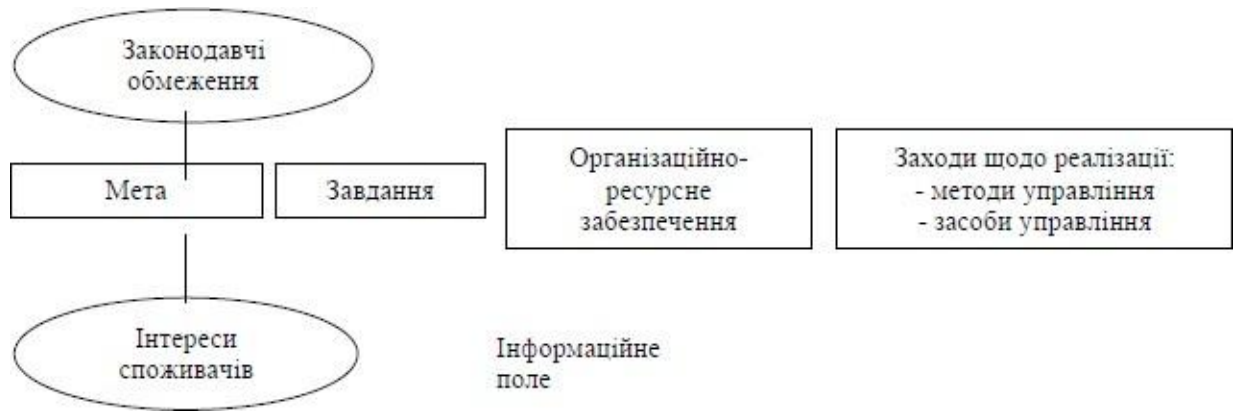 Законодавчі
обмеження
Мета
Завдання
Організаційно-
ресурсне
забезпечення
Заходи щодо реалізації:
- методи управління
- засоби управління
Інтереси
споживачів
Інформаційне
поле